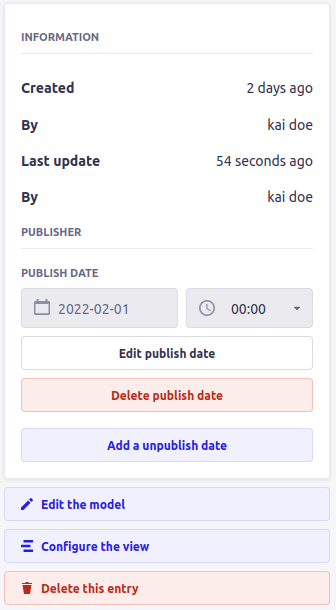 INFORMATION
Created 2 days ago
By kai doe
Last update 54 seconds ago
By kai doe
PUBLISHER
PUBLISH DATE
2022-02-01 00:00
Edit publish date
Delete publish date
Add a unpublish date
Edit the model
Configure the view
Delete this entry